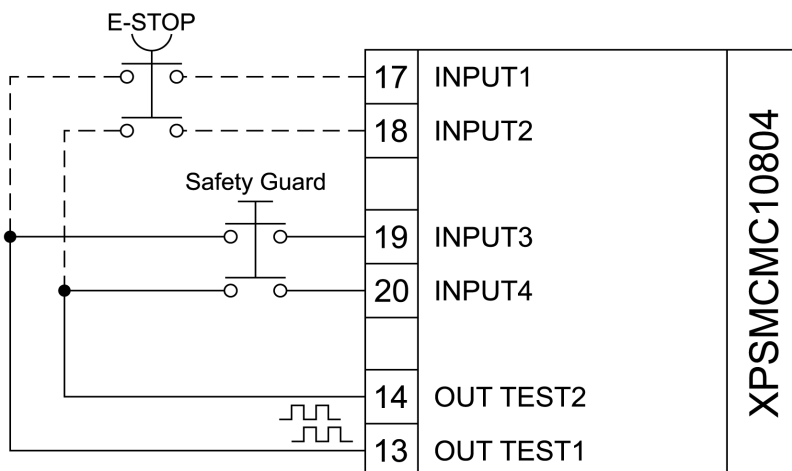 E-STOP
17 INPUT1
18 INPUT2
Safety Guard
19 INPUT3
20 INPUT4
14 OUT TEST2
13 OUT TEST1
XPSMCMC10804